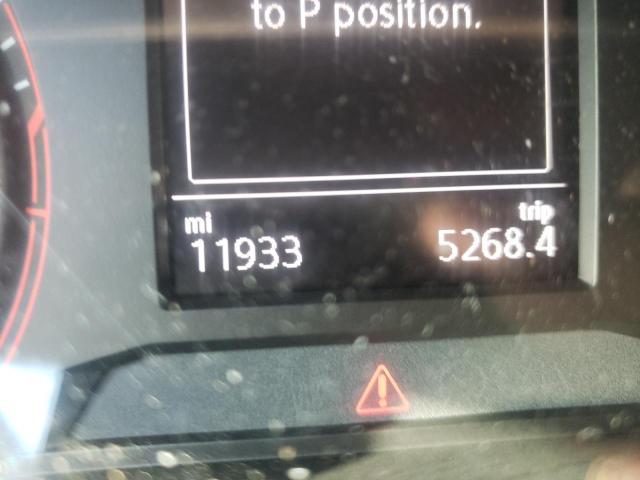 to P position.
mi
trip
11933
5268.4